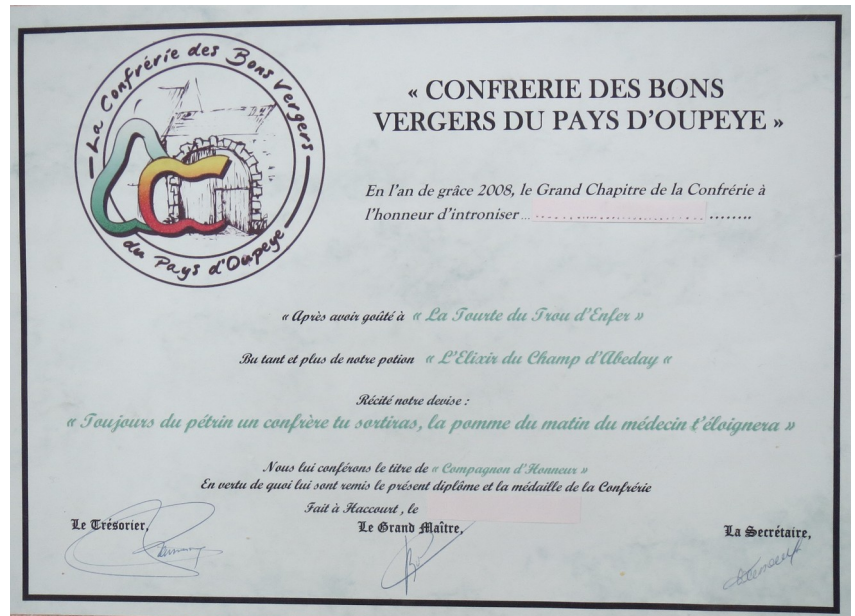 La Confrérie des Bons Vergers
du Pays d'Oupeye
« CONFRERIE DES BONS
VERGERS DU PAYS D'OUPEYE »
En l'an de grâce 2008, le Grand Chapitre de la Confrérie à
l'honneur d'introniser ... ........
« Après avoir goûté à « La Tourte du Trou d'Enfer »
Bu tant et plus de notre potion « L'Elixir du Champ d'Abeday «
Récité notre devise :
« Toujours du pétrin un confrère tu sortiras, la pomme du matin du médecin t'éloignera »
Nous lui conférons le titre de « Compagnon d'Honneur »
En vertu de quoi lui sont remis le présent diplôme et la médaille de la Confrérie
Fait à Haccourt , le
Le Trésorier, Le Grand Maître, La Secrétaire,